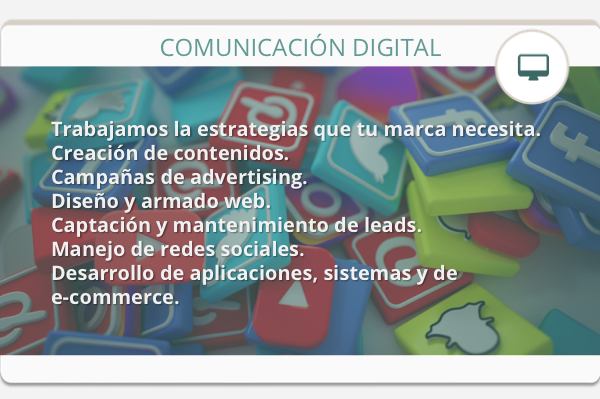 COMUNICACIÓN DIGITAL
Trabajamos la estrategias que tu marca necesita.
Creación de contenidos.
Campañas de advertising.
Diseño y armado web.
Captación y mantenimiento de leads.
Manejo de redes sociales.
Desarrollo de aplicaciones, sistemas y de
e-commerce.